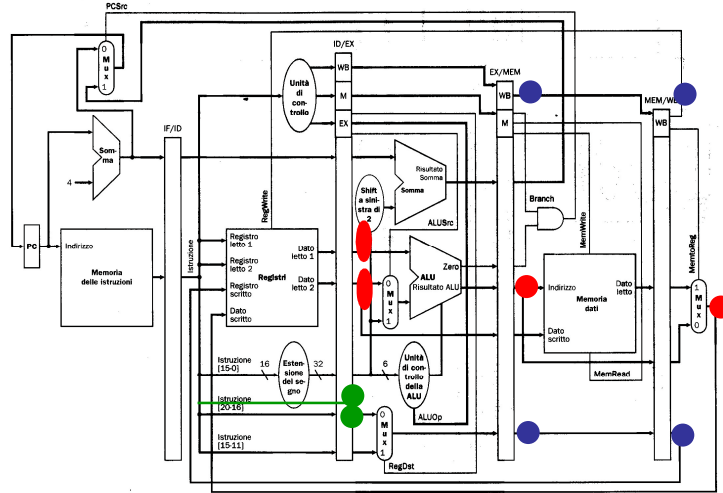 PCSrc
ID/EX
EX/MEM
MEM/WB
IF/ID
0
M
u
x
1
WB
M
EX
Unità
di
con-
trollo
WB
M
WB
Som-
ma
4
Shift
a sini-
stra di
2
Risultato
Somma
Somma
Branch
RegWrite
ALUSrc
MemWrite
MemtoReg
PC
Indirizzo
Memoria
delle istruzioni
Istruzione
Registro
letto 1
Registro
letto 2
Registro
scritto
Dato
scritto
Registri
Dato
letto 1
Dato
letto 2
0
M
u
x
1
ALU
Zero
ALU
Risultato ALU
Indirizzo
Dato
letto
Memoria
dati
Dato
scritto
1
M
u
x
0
MemRead
Istruzione
[15-0]
16
Esten-
sione
del segno
32
6
Unità di
controllo
della
ALU
ALUOp
Istruzione
[20-16]
Istruzione
[15-11]
0
M
u
x
1
RegDst